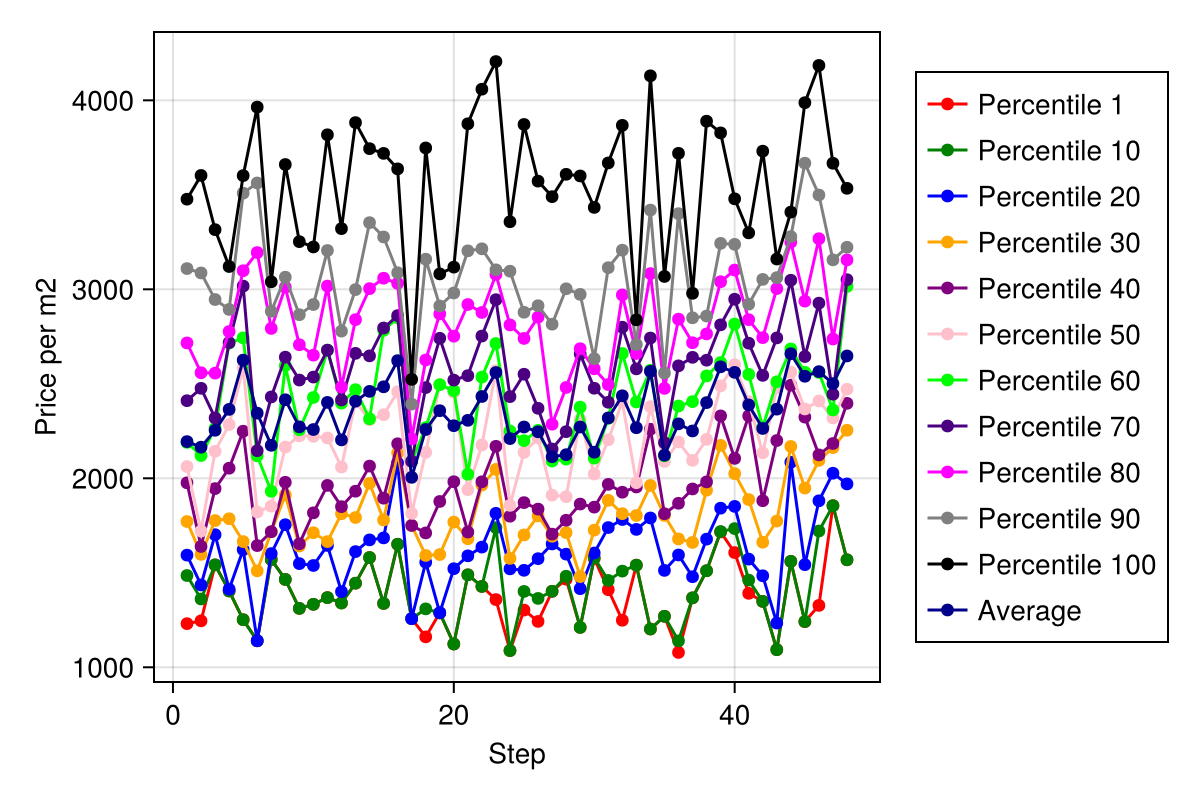 4000
3000
2000
1000
Price per m2
0
20
40
Step
Percentile 1
Percentile 10
Percentile 20
Percentile 30
Percentile 40
Percentile 50
Percentile 60
Percentile 70
Percentile 80
Percentile 90
Percentile 100
Average